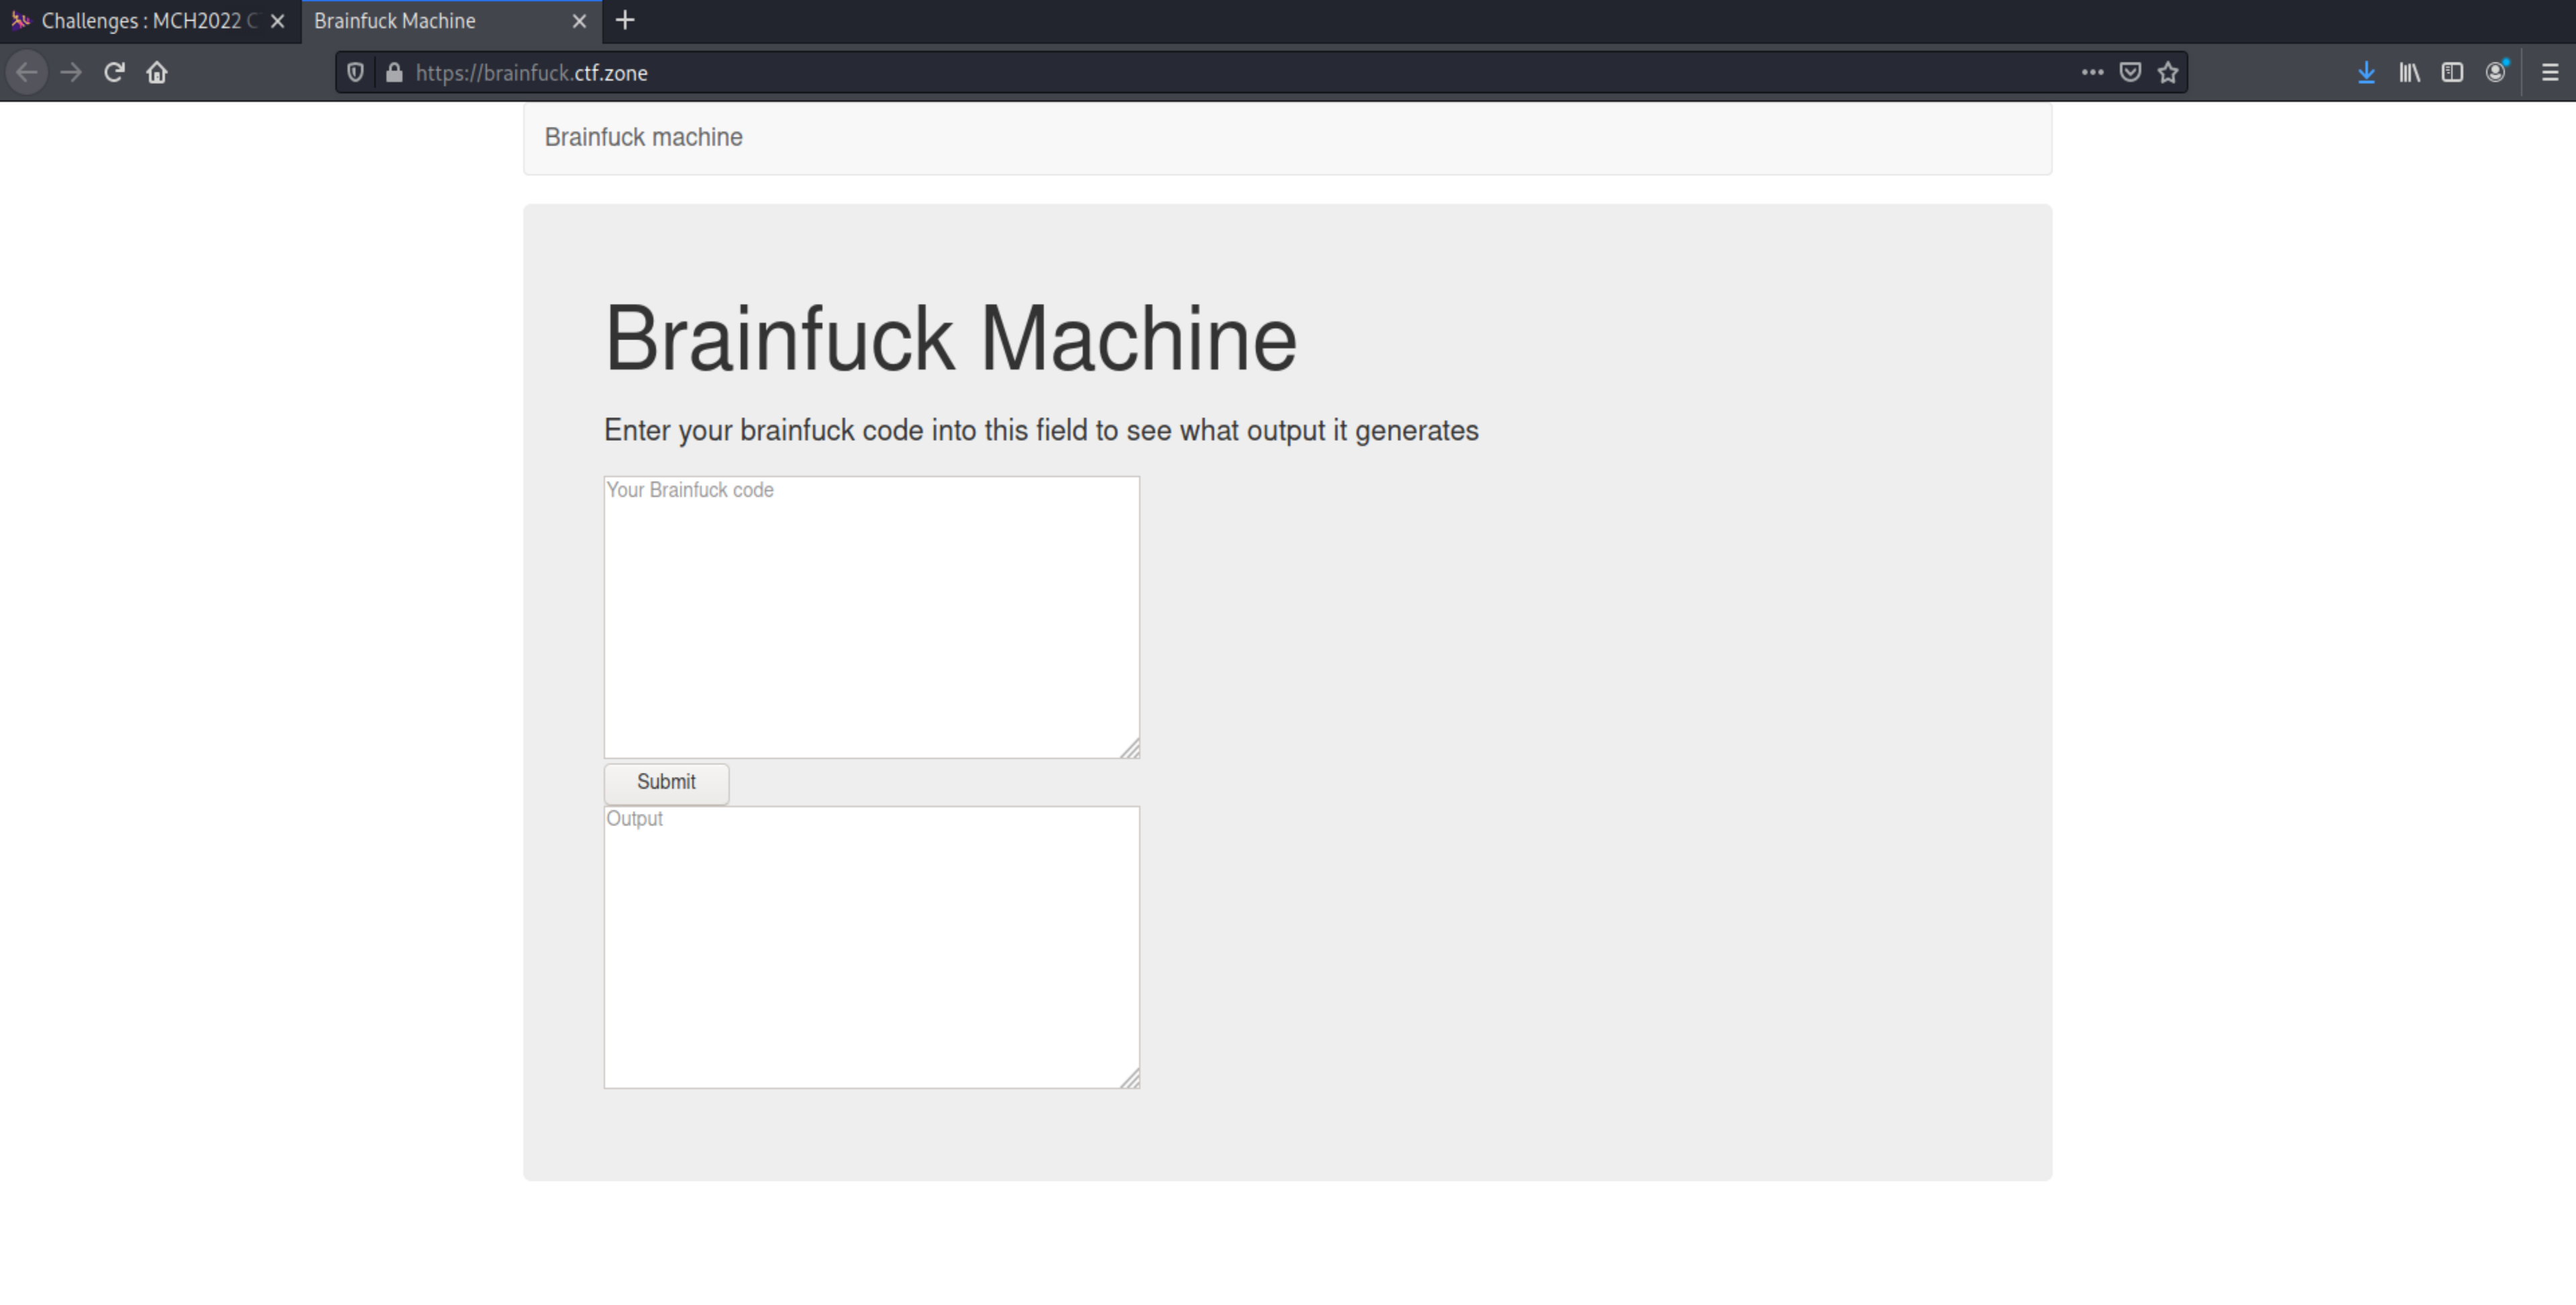 Challenges : MCH2022 C
Brainfuck Machine
https://brainfuck.ctf.zone
Brainfuck machine
Brainfuck Machine
Enter your brainfuck code into this field to see what output it generates
Your Brainfuck code
Submit
Output